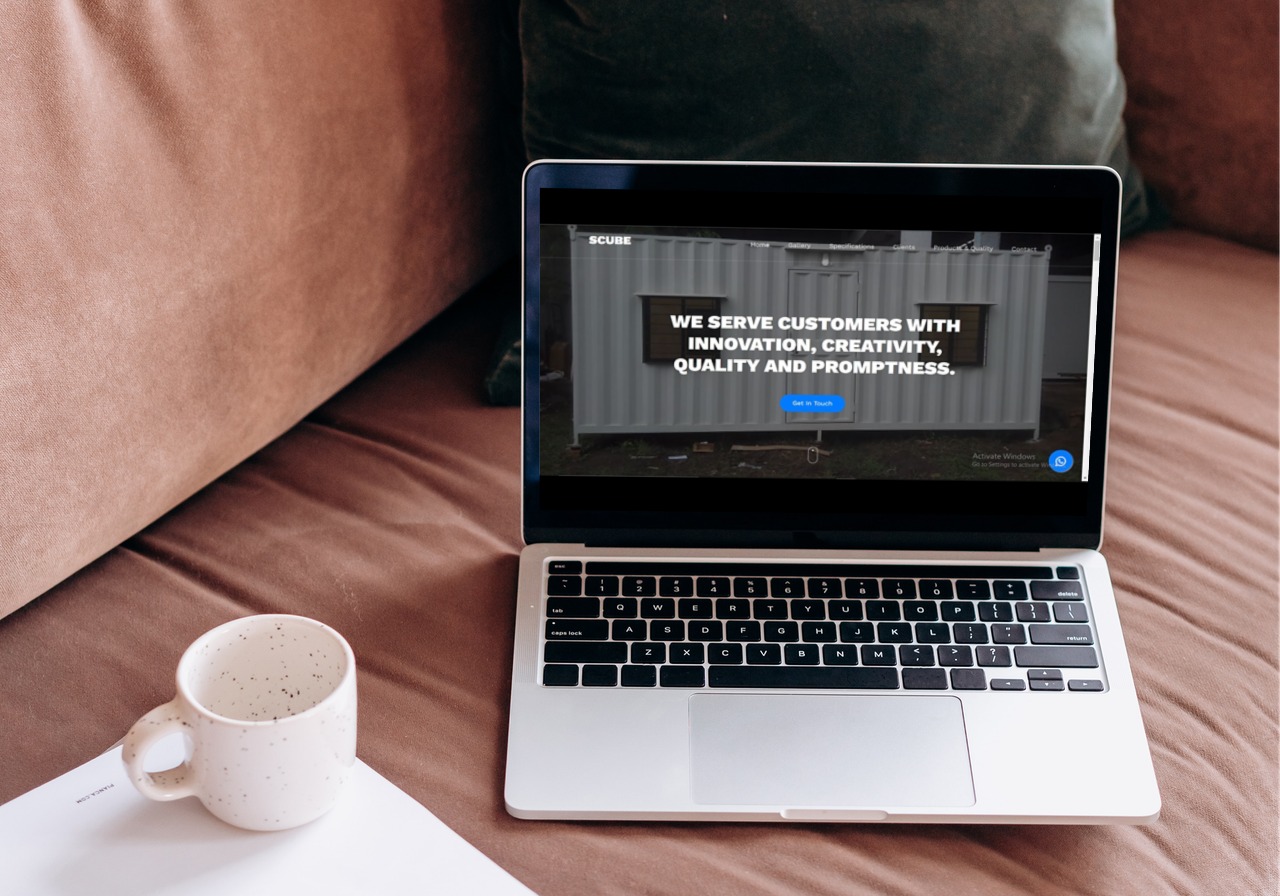 SCUBE
Home Gallery Specifications Clients Products & Quality Contact
WE SERVE CUSTOMERS WITH
INNOVATION, CREATIVITY,
QUALITY AND PROMPTNESS.
Get In Touch
Activate Windows
Go to Settings to activate
esc
~ ! @ # $ % ^ & * ( ) - +
1 2 3 4 5 6 7 8 9 0 = delete
tab Q W E R T Y U I O P { [ } ] | \
caps lock A S D F G H J K L : ; " ' return
Z X C V B N M < , > . ? /
PIANCA.COM